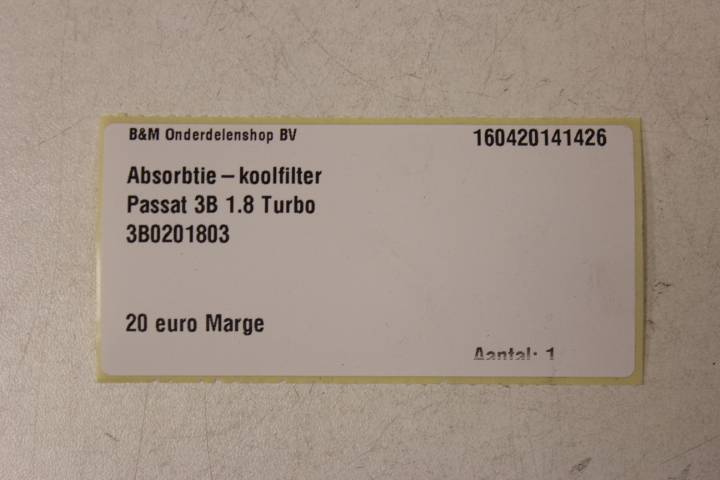 B&M Onderdelenshop BV 160420141426
Absorbtie – koolfilter
Passat 3B 1.8 Turbo
3B0201803
20 euro Marge
Aantal: 1